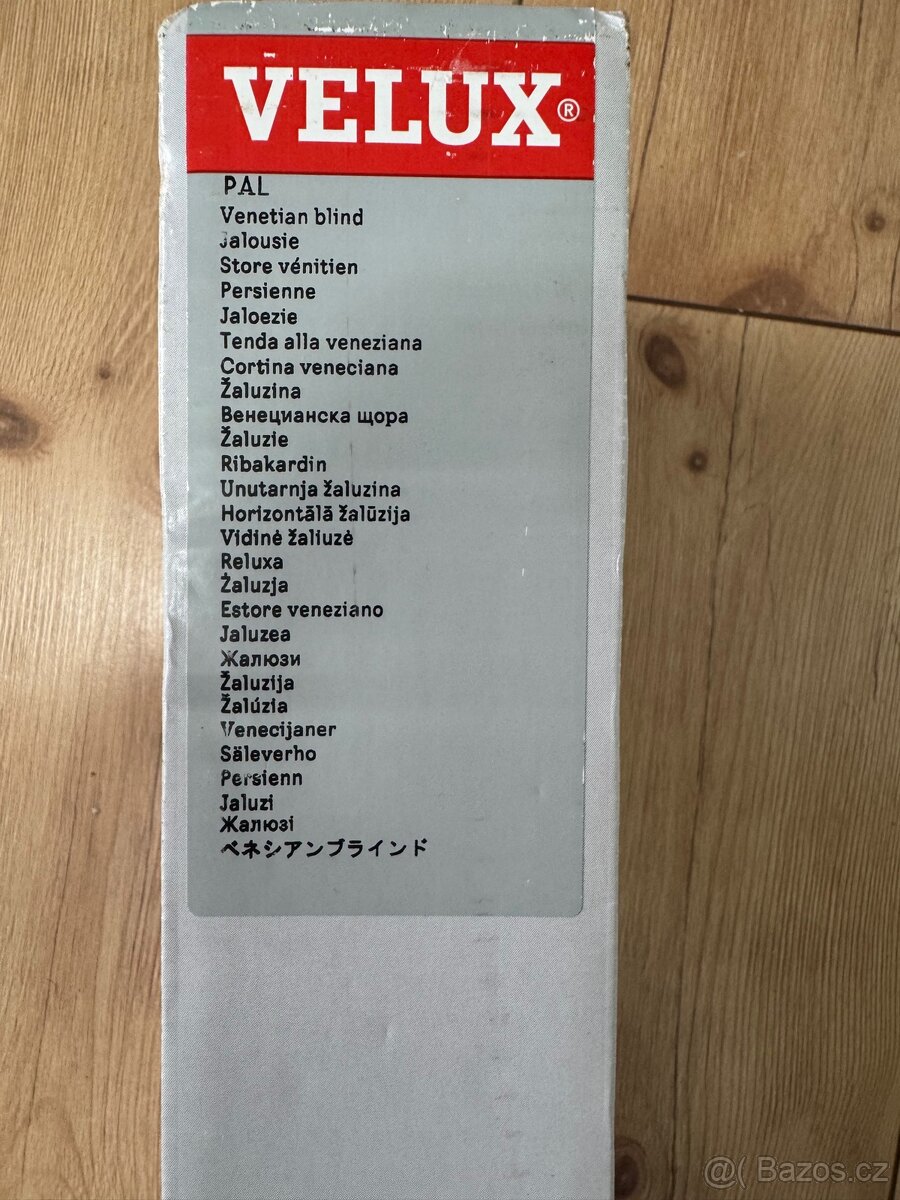 VELUX®
PAL
Venetian blind
Jalousie
Store vénitien
Persienne
Jaloezie
Tenda alla veneziana
Cortina veneciana
Žaluzina
Венецианска щора
Žaluzie
Ribakardin
Unutarnja žaluzina
Horizontālā žalūzija
Vidinė žaliuzė
Reluxa
Żaluzja
Estore veneziano
Jaluzea
Жалюзи
Žaluzija
Žalúzia
Venecijaner
Säleverho
Persienn
Jaluzi
Жалюзі
ベネシアンブラインド
@( Bazos.cz